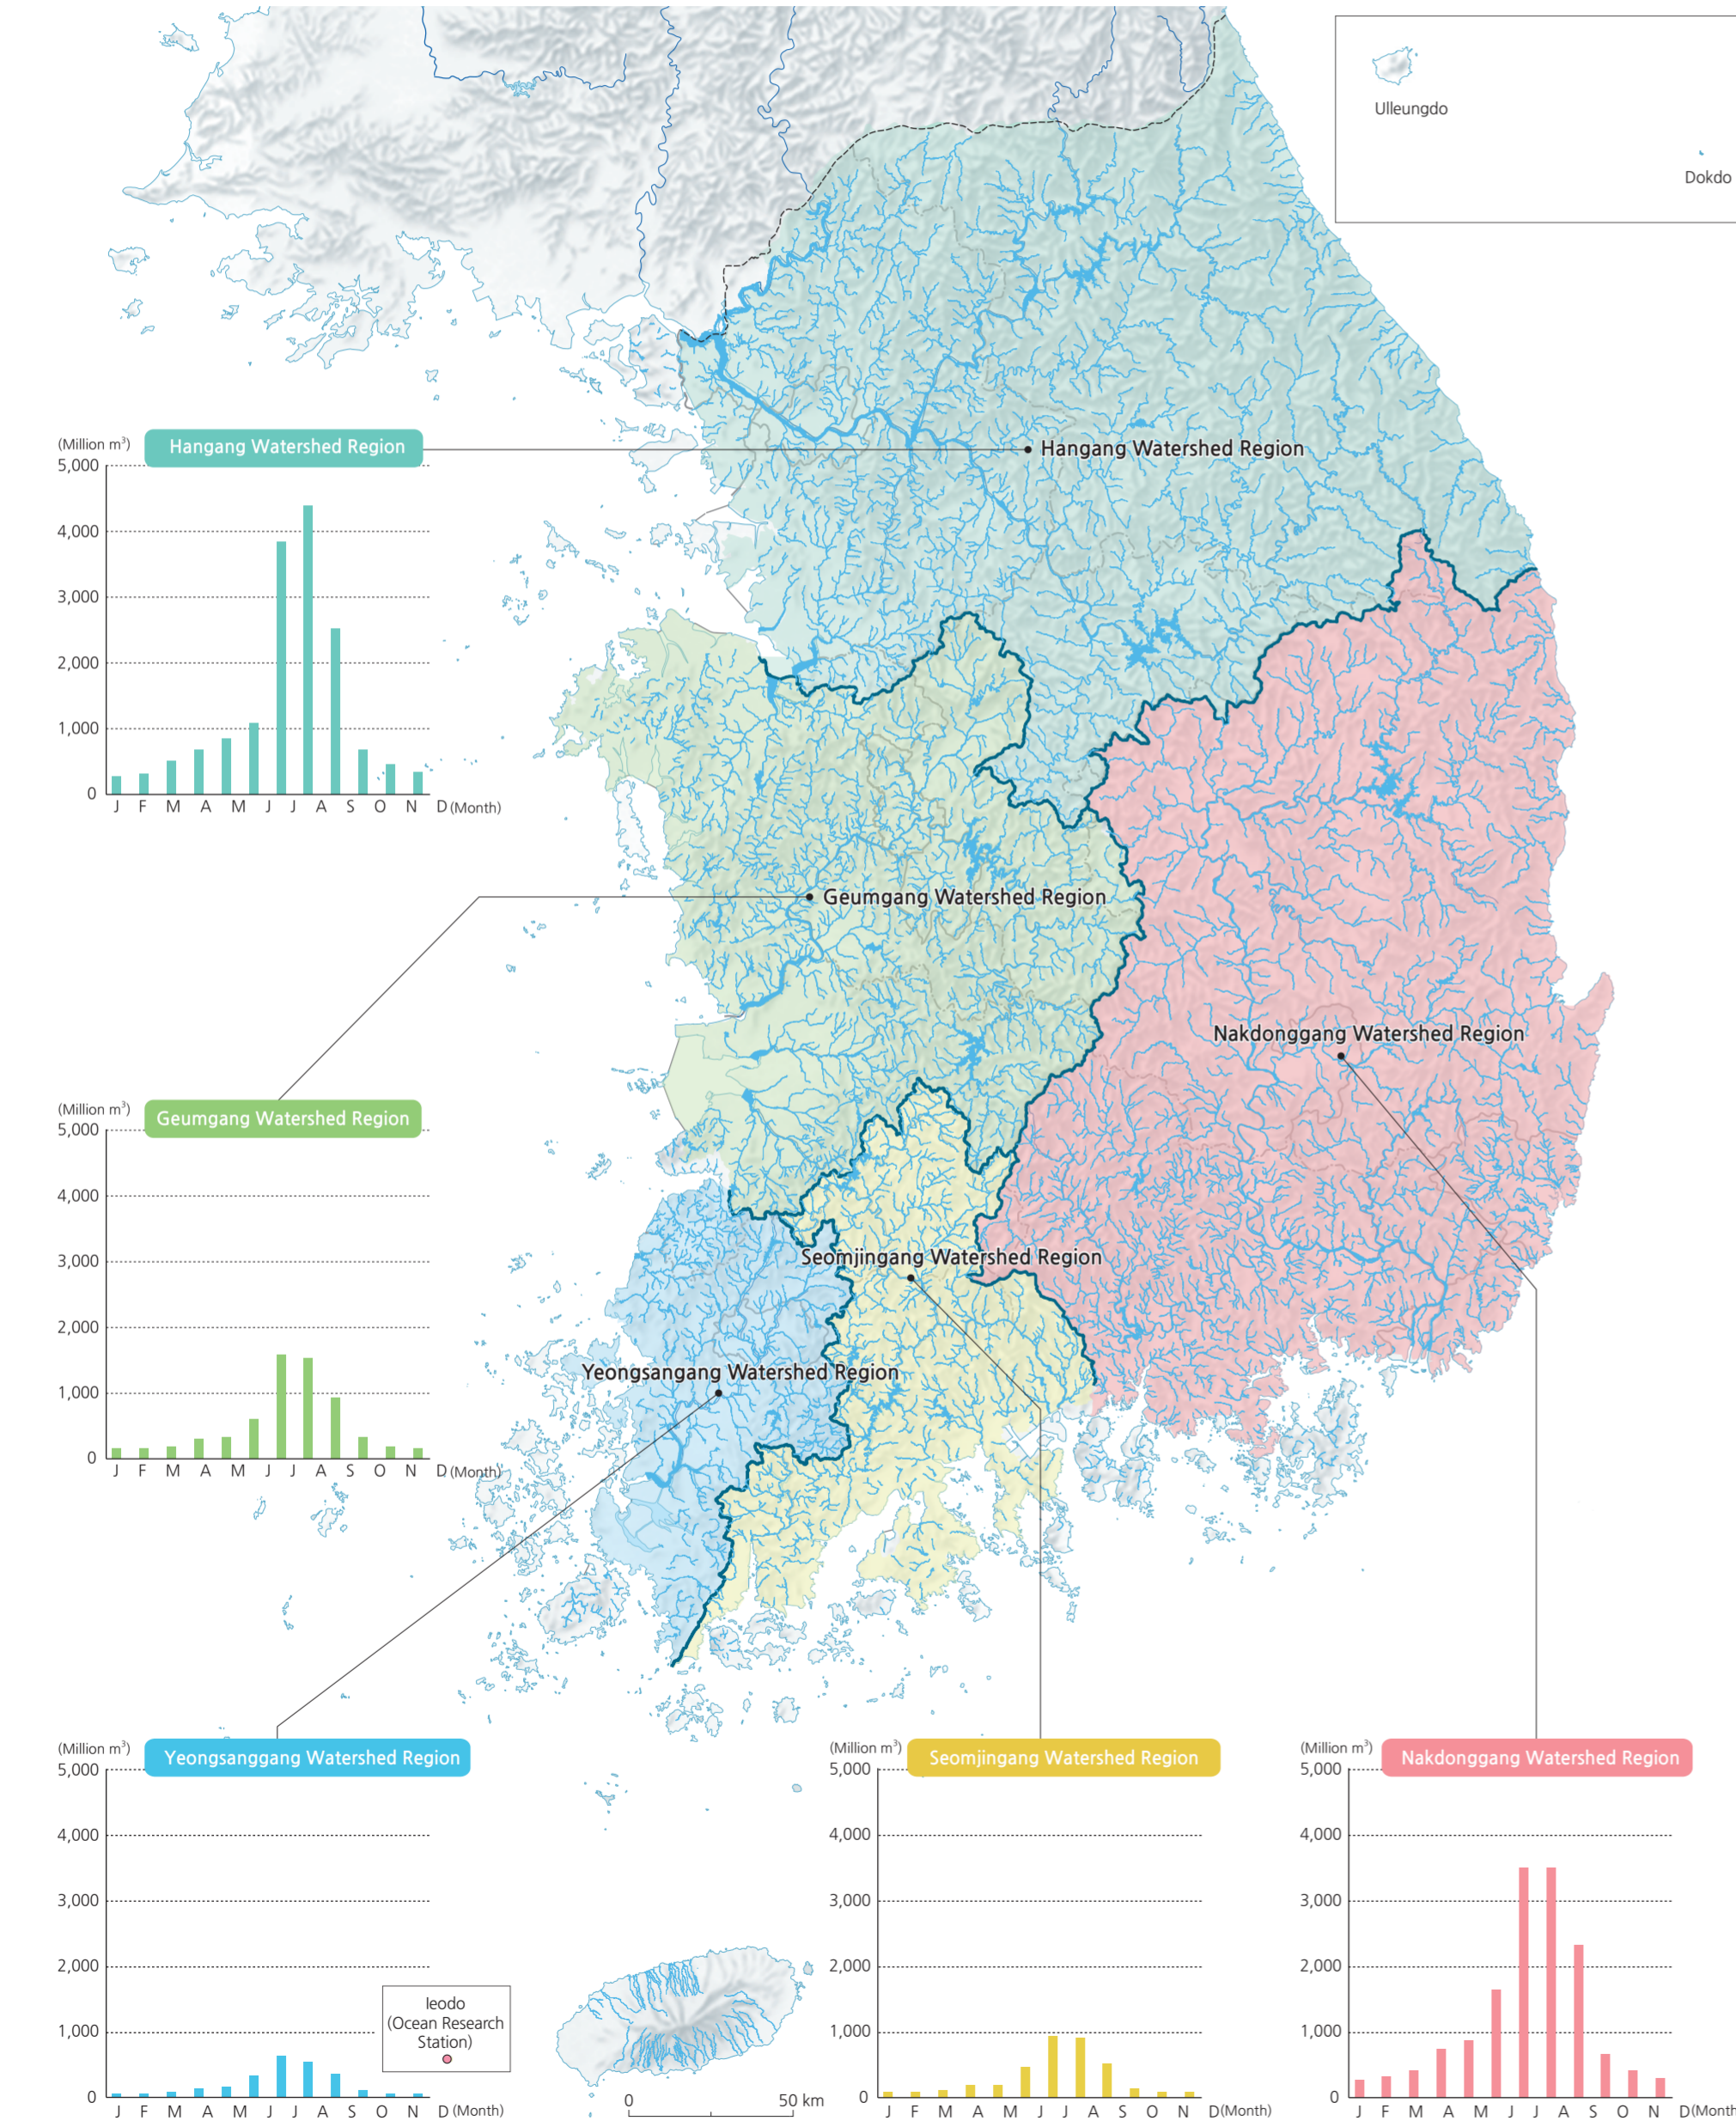 Ulleungdo
Dokdo
(Million m³)
Hangang Watershed Region
5,000
4,000
3,000
2,000
1,000
0
J F M A M J J A S O N D (Month)
Hangang Watershed Region
Geumgang Watershed Region
(Million m³)
Geumgang Watershed Region
5,000
4,000
3,000
2,000
1,000
0
J F M A M J J A S O N D (Month)
Nakdonggang Watershed Region
Seomjingang Watershed Region
Yeongsangang Watershed Region
(Million m³)
Yeongsanggang Watershed Region
5,000
4,000
3,000
2,000
1,000
0
J F M A M J J A S O N D (Month)
Ieodo
(Ocean Research
Station)
0 50 km
(Million m³)
Seomjingang Watershed Region
5,000
4,000
3,000
2,000
1,000
0
J F M A M J J A S O N D (Month)
(Million m³)
Nakdonggang Watershed Region
5,000
4,000
3,000
2,000
1,000
0
J F M A M J J A S O N D (Month